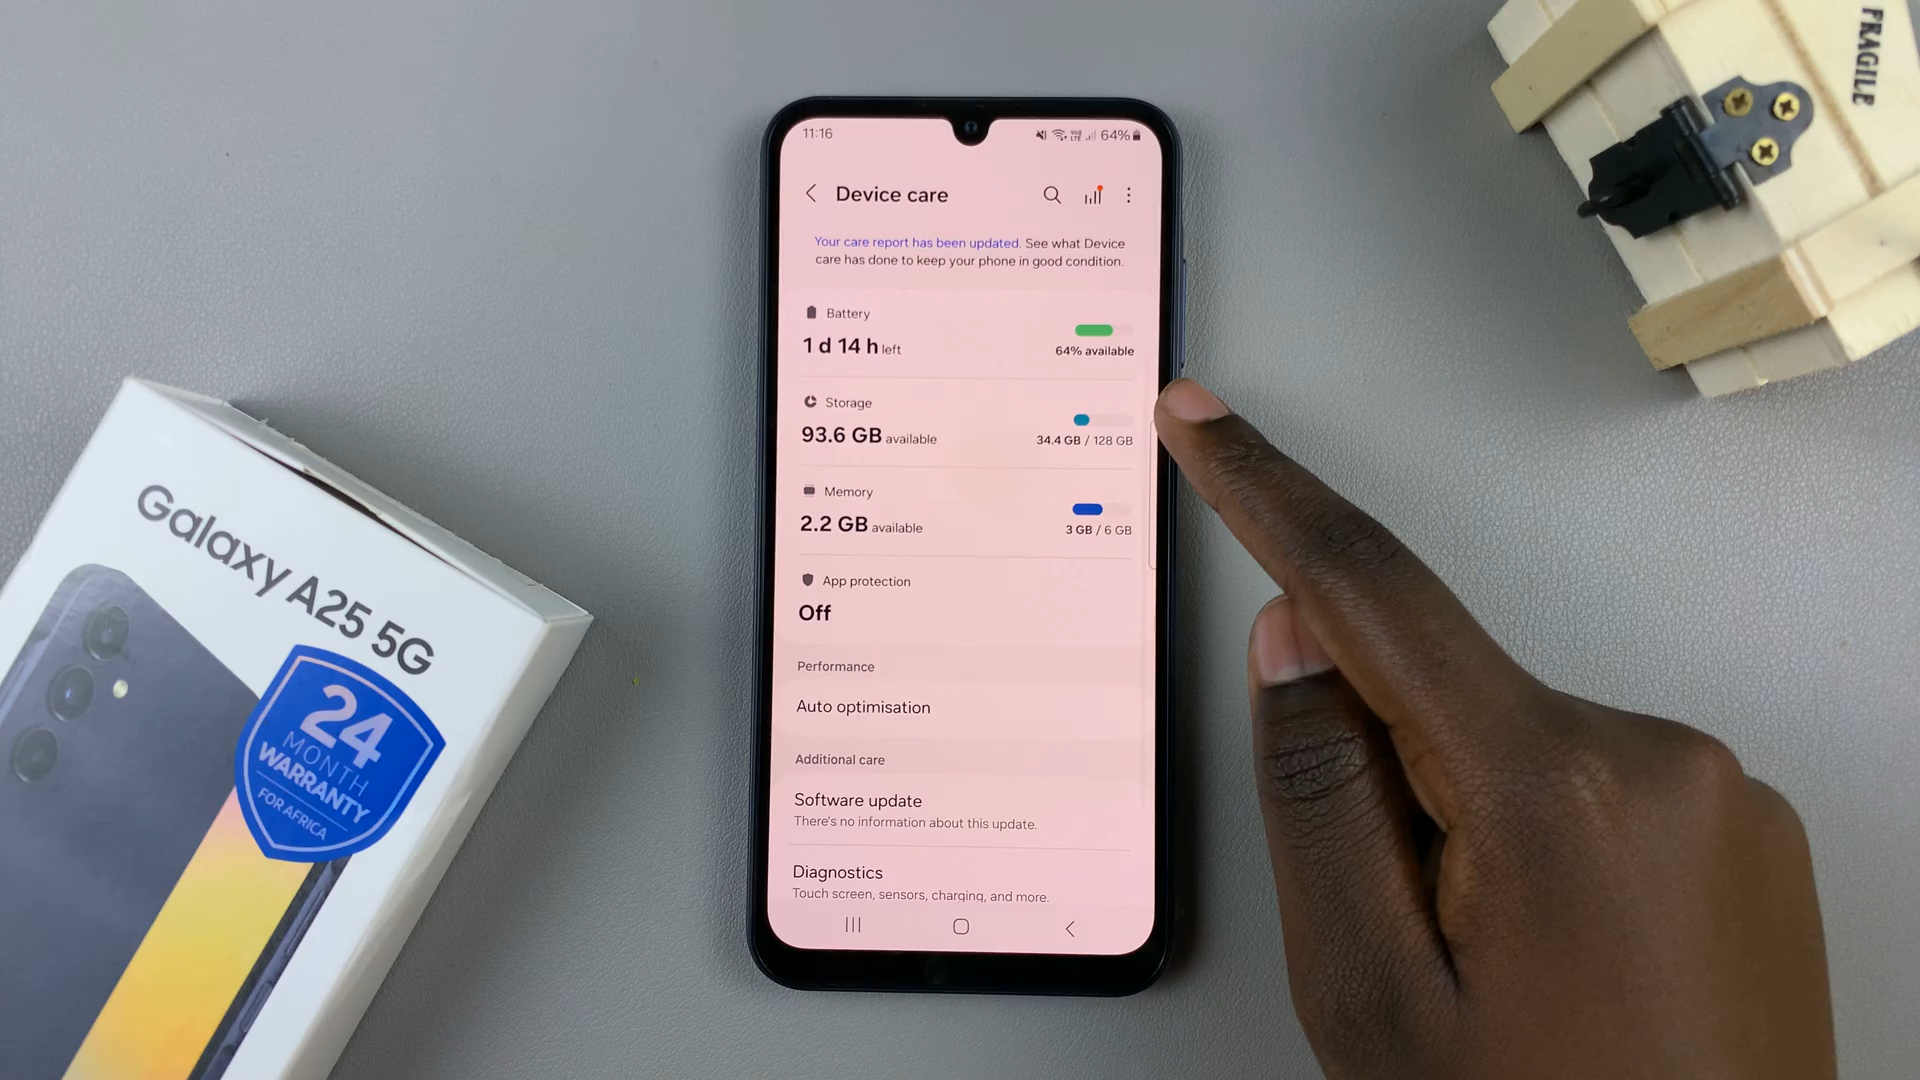 FRAGILE
11:16
64%
Device care
Your care report has been updated. See what Device
care has done to keep your phone in good condition.
Battery
1 d 14 h left
64% available
Storage
93.6 GB available
34.4 GB / 128 GB
Memory
2.2 GB available
3 GB / 6 GB
App protection
Off
Performance
Auto optimisation
Additional care
Software update
There's no information about this update.
Diagnostics
Touch screen, sensors, charging, and more.
Galaxy A25 5G
24
MONTH
WARRANTY
FOR AFRICA